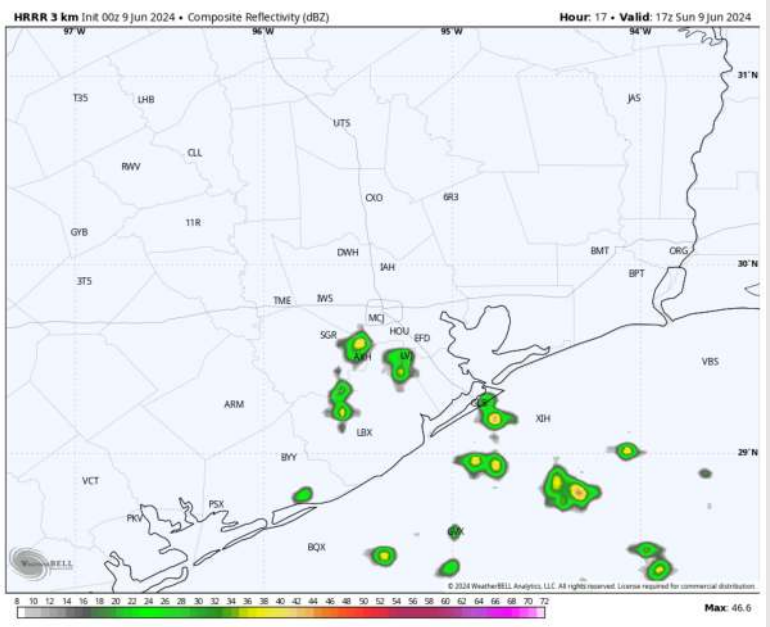 HRRR 3 km Init 00z 9 Jun 2024 • Composite Reflectivity (dBZ) Hour: 17 • Valid: 17z Sun 9 Jun 2024
97°W 96°W 95°W 94°W
31°N
T35 LHB JAS
UTS
CLL
RWV
OXO 6R3
11R
GYB
DWH BMT ORG
30°N
IAH
BPT
3T5
TME IWS
MCJ
SGR HOU EFD
AXH LVJ
VBS
ARM
XIH
LBX
29°N
BYY
VCT
PSX
PKV
BQX
WeatherBELL
© 2024 WeatherBELL Analytics, LLC. All rights reserved. License required for commercial distribution.
8 10 12 14 16 18 20 22 24 26 28 30 32 34 36 38 40 42 44 46 48 50 52 54 56 58 60 62 64 66 68 70 72
Max: 46.6